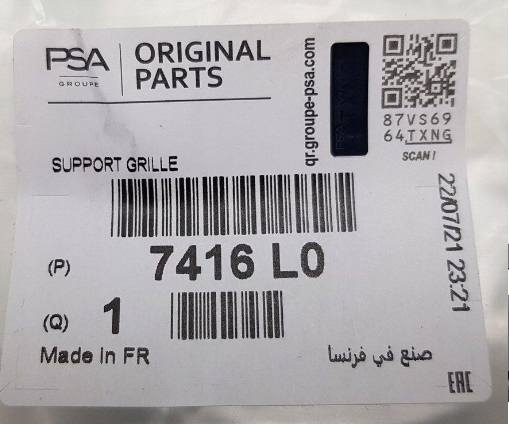 PSA
GROUPE
ORIGINAL
PARTS
qr.groupe-psa.com
87VS69
64TXNG
SCAN!
SUPPORT GRILLE
22/07/21 23:21
(P) 7416 L0
(Q) 1
Made In FR
صنع في فرنسا
EAC